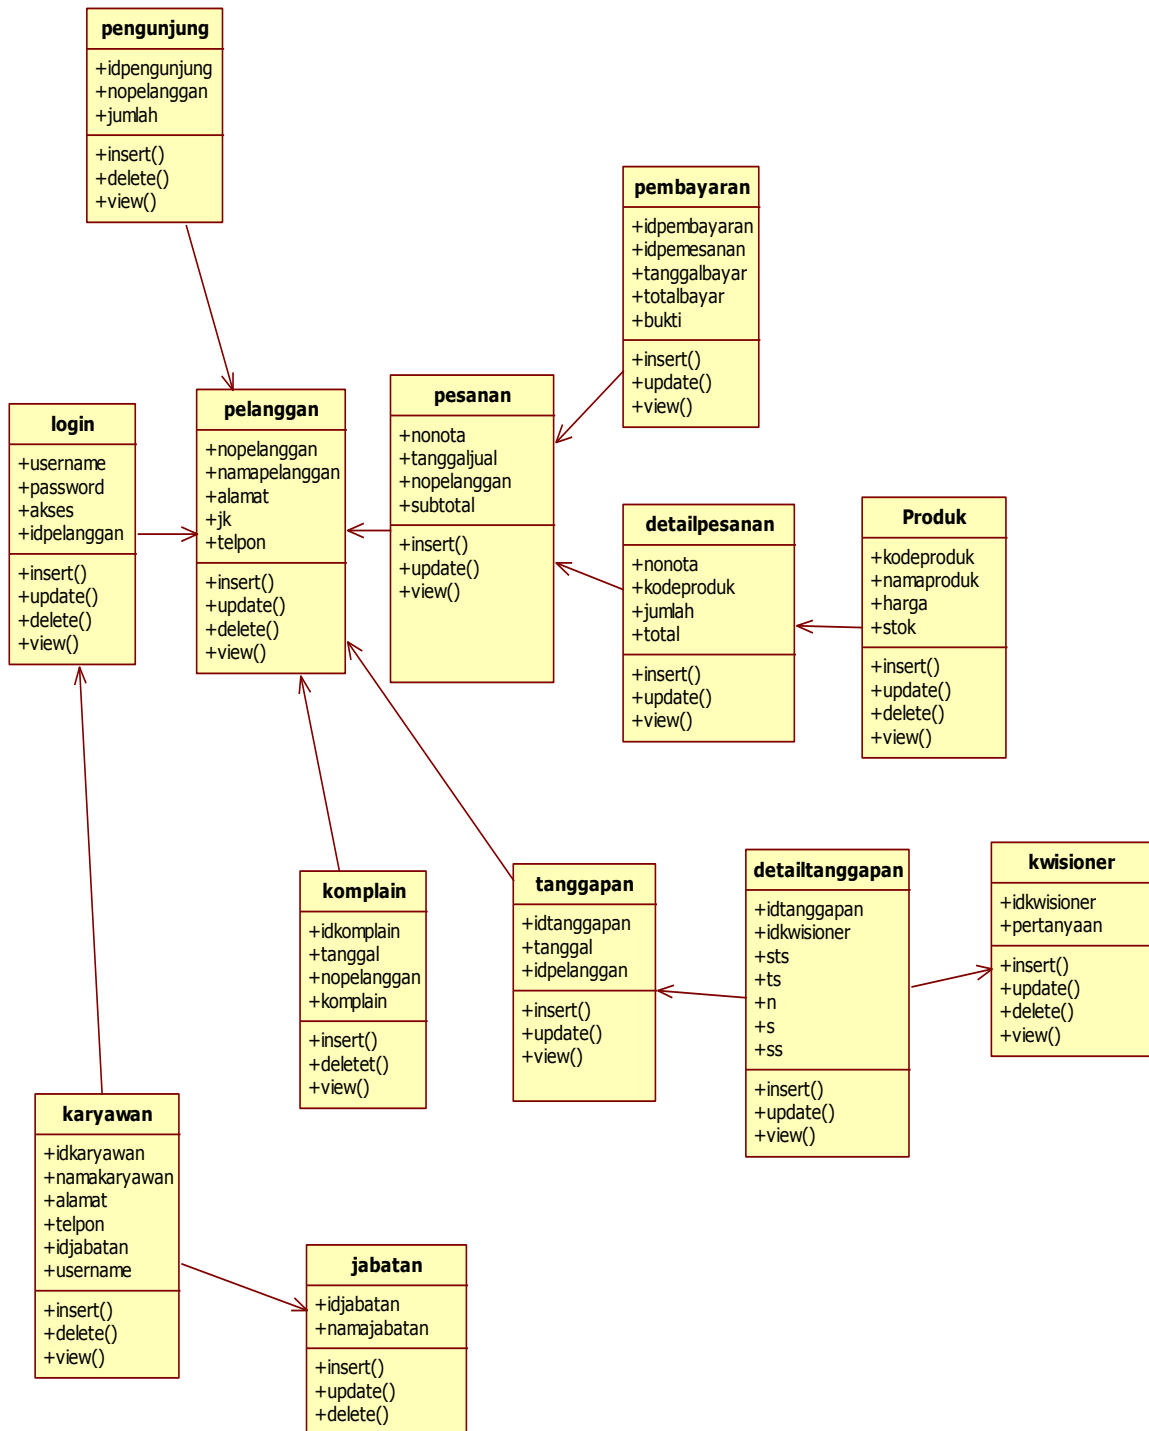 pengunjung
+idpengunjung
+nopelanggan
+jumlah
+insert()
+delete()
+view()
pembayaran
+idpembayaran
+idpemesanan
+tanggalbayar
+totalbayar
+bukti
+insert()
+update()
+view()
login
+username
+password
+akses
+idpelanggan
+insert()
+update()
+delete()
+view()
pelanggan
+nopelanggan
+namapelanggan
+alamat
+jk
+telpon
+insert()
+update()
+delete()
+view()
pesanan
+nonota
+tanggaljual
+nopelanggan
+subtotal
+insert()
+update()
+view()
detailpesanan
+nonota
+kodeproduk
+jumlah
+total
+insert()
+update()
+view()
Produk
+kodeproduk
+namaproduk
+harga
+stok
+insert()
+update()
+delete()
+view()
komplain
+idkomplain
+tanggal
+nopelanggan
+komplain
+insert()
+deletet()
+view()
tanggapan
+idtanggapan
+tanggal
+idpelanggan
+insert()
+update()
+view()
detailtanggapan
+idtanggapan
+idkwisioner
+sts
+ts
+n
+s
+ss
+insert()
+update()
+view()
kwisioner
+idkwisioner
+pertanyaan
+insert()
+update()
+delete()
+view()
karyawan
+idkaryawan
+namakaryawan
+alamat
+telpon
+idjabatan
+username
+insert()
+delete()
+view()
jabatan
+idjabatan
+namajabatan
+insert()
+update()
+delete()